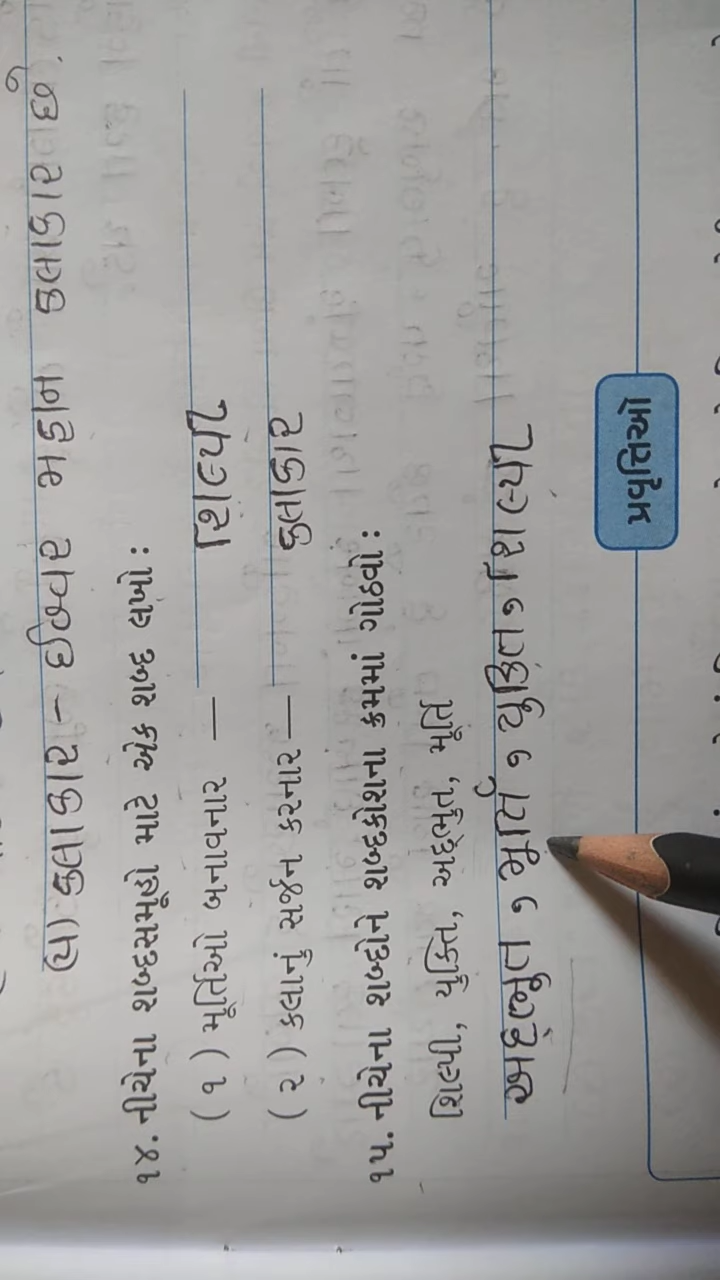 (સ) કલાકાર - ઈશ્વર મહાન કલાકાર છે.
૧૪. નીચેના શબ્દસમૂહો માટે એક શબ્દ લખો :
(૧) મૂર્તિઓ બનાવનાર — શિલ્પી
(૨) કલાનું સર્જન કરનાર — કલાકાર
૧૫. નીચેના શબ્દોને શબ્દકોશના ક્રમમાં ગોઠવો :
શિલ્પી, યુક્તિ, અદ્ભુત, મૂર્તિ
અદ્ભુત, મૂર્તિ, યુક્તિ, શિલ્પી
પ્રવૃત્તિઓ